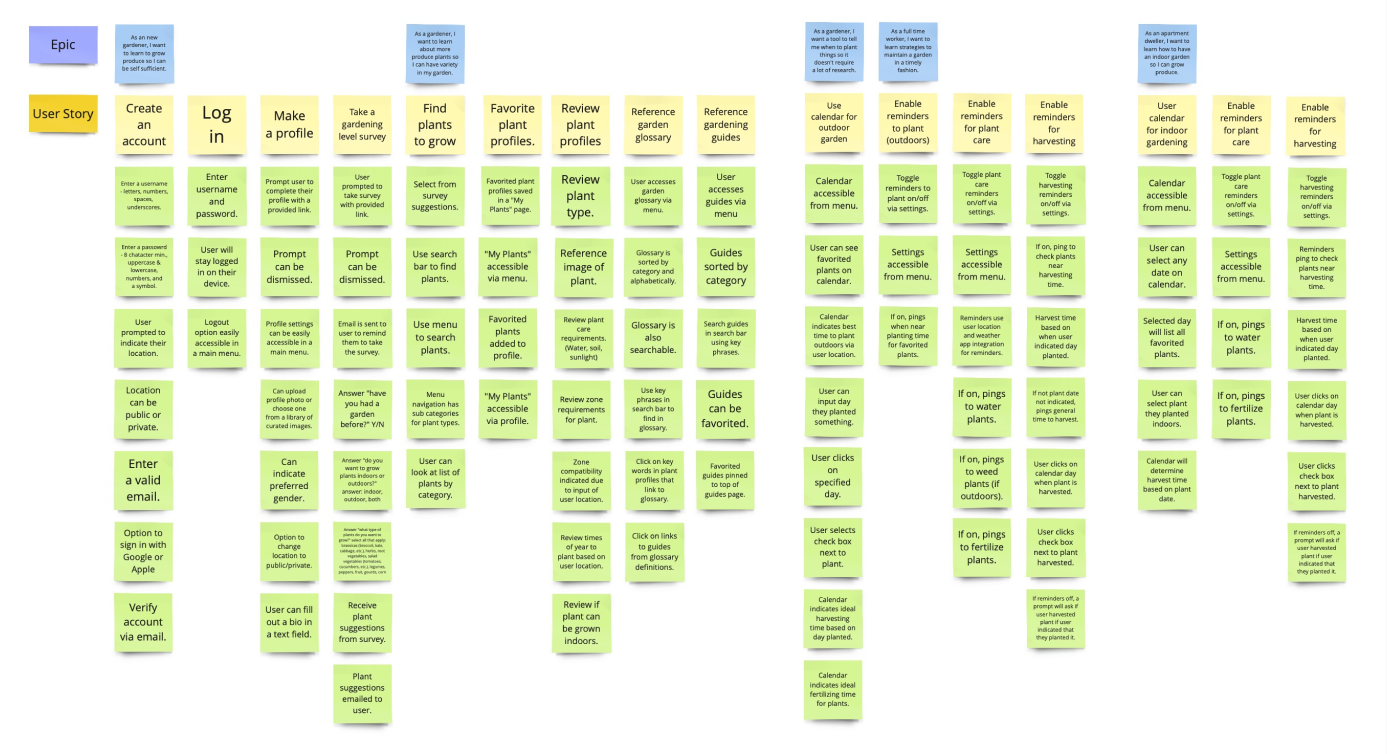 Epic
As an new
gardener, I want
to learn to grow
produce so I can
be self sufficient.
As a gardener, I
want to learn
about more
produce plants so
I can have variety
in my garden.
As a gardener, I
want a tool to tell
me when to plant
things so it
doesn't require
a lot of research.
As a full time
worker, I want to
learn strategies to
maintain a garden
in a timely
fashion.
As an apartment
dweller, I want to
learn how to have
an indoor garden
so I can grow
produce.
User Story
Create
an
account
Log
in
Make
a profile
Take a
gardening
level survey
Find
plants
to grow
Favorite
plant
profiles.
Review
plant
profiles
Reference
garden
glossary
Reference
gardening
guides
Use
calendar for
outdoor
garden
Enable
reminders
to plant
(outdoors)
Enable
reminders
for plant
care
Enable
reminders
for
harvesting
User
calendar
for indoor
gardening
Enable
reminders
for plant
care
Enable
reminders
for
harvesting
Enter a username
- letters, numbers,
spaces,
underscores.
Enter
username
and
password.
Prompt user to
complete their
profile with a
provided link.
User
prompted to
take survey
with provided
link.
Select from
survey
suggestions.
Favorited plant
profiles saved
in a "My
Plants" page.
Review
plant
type.
User accesses
garden
glossary via
menu.
User
accesses
guides via
menu
Calendar
accessible
from menu.
Toggle
reminders to
plant on/off
via settings.
Toggle plant
care
reminders
on/off via
settings.
Toggle
harvesting
reminders
on/off via
settings.
Calendar
accessible
from menu.
Toggle plant
care
reminders
on/off via
settings.
Toggle
harvesting
reminders
on/off via
settings.
Enter a passowrd
- 8 chatacter min.,
uppercase &
lowercase,
numbers, and
a symbol.
User will
stay logged
in on their
device.
Prompt
can be
dismissed.
Prompt
can be
dismissed.
Use search
bar to find
plants.
"My Plants"
accessible
via menu.
Reference
image of
plant.
Glossary is
sorted by
category and
alphabetically.
Guides
sorted by
category
User can see
favorited
plants on
calendar.
Settings
accessible
from menu.
Settings
accessible
from menu.
If on, ping to
check plants
near
harvesting
time.
User can
select any
date on
calendar.
Settings
accessible
from menu.
Reminders
ping to check
plants near
harvesting
time.
User
prompted to
indicate their
location.
Logout
option easily
accessible in
a main menu.
Profile settings
can be easily
accessible in a
main menu.
Email is sent to
user to remind
them to take
the survey.
Use menu
to search
plants.
Favorited
plants
added to
profile.
Review plant
care
requirements.
(Water, soil,
sunlight)
Glossary is
also
searchable.
Search guides
in search bar
using key
phrases.
Calendar
indicates best
time to plant
outdoors via
user location.
If on, pings
when near
planting time
for favorited
plants.
Reminders use
user location
and weather
app integration
for reminders.
Harvest time
based on
when user
indicated day
planted.
Selected day
will list all
favorited
plants.
If on, pings
to water
plants.
Harvest time
based on
when user
indicated day
planted.
Location
can be
public or
private.
Can upload
profile photo or
choose one
from a library of
curated images.
Answer "have
you had a
garden
before?" Y/N
Menu
navigation has
sub categories
for plant types.
"My Plants"
accessible
via profile.
Review zone
requirements
for plant.
Use key
phrases in
search bar to
find in
glossary.
Guides
can be
favorited.
User can
input day
they planted
something.
If on, pings
to water
plants.
If not plant date
not indicated,
pings general
time to harvest.
User can
select plant
they planted
indoors.
If on, pings
to fertilize
plants.
User clicks on
calendar day
when plant is
harvested.
Enter
a valid
email.
Can
indicate
preferred
gender.
Answer "do you
want to grow
plants indoors or
outdoors?"
answer: indoor,
outdoor, both
User can
look at list of
plants by
category.
Zone
compatibility
indicated due
to input of
user location.
Click on key
words in plant
profiles that
link to
glossary.
Favorited
guides pinned
to top of
guides page.
User clicks
on
specified
day.
If on, pings
to weed
plants (if
outdoors).
User clicks on
calendar day
when plant is
harvested.
Calendar will
determine
harvest time
based on plant
date.
User clicks
check box
next to plant
harvested.
Option to
sign in with
Google or
Apple
Option to
change
location to
public/private.
Answer "what type of
plants do you want to
grow?" select all that apply:
vegetables (tomatoes,
cucumbers, etc.), legumes,
peppers, fruit, gourds, corn
Review times
of year to
plant based on
user location.
Click on links
to guides
from glossary
definitions.
User selects
check box
next to
plant.
If on, pings
to fertilize
plants.
User clicks
check box
next to plant
harvested.
If reminders off, a
prompt will ask if
user harvested
plant if user
indicated that
they planted it.
Verify
account
via email.
User can fill
out a bio in
a text field.
Receive
plant
suggestions
from survey.
Review if
plant can
be grown
indoors.
Calendar
indicates ideal
harvesting
time based on
day planted.
If reminders off, a
prompt will ask if
user harvested
plant if user
indicated that
they planted it.
Plant
suggestions
emailed to
user.
Calendar
indicates ideal
fertilizing time
for plants.